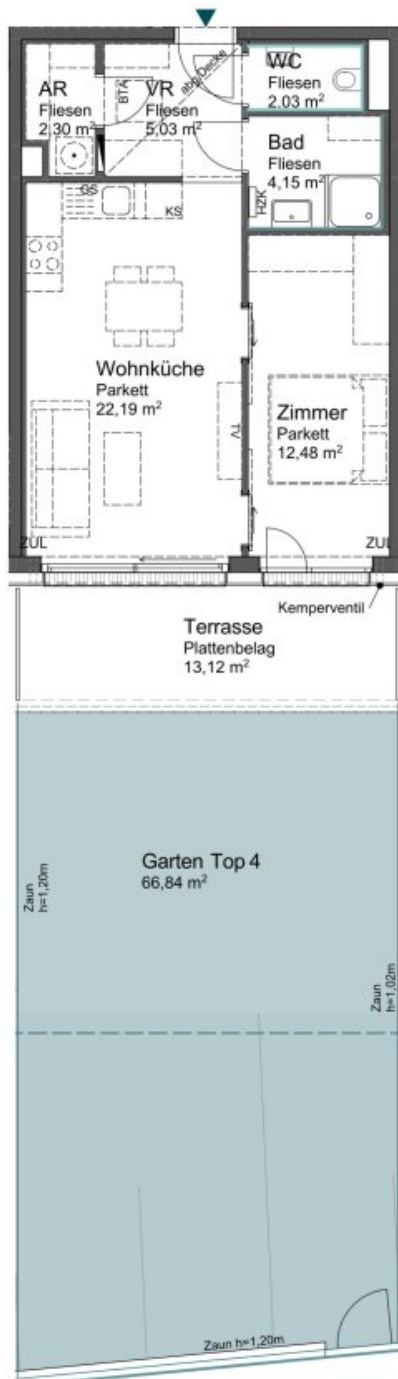 AR
Fliesen
2.30 m²
BTA
VR
Fliesen
5,03 m²
abg.Decke
WC
Fliesen
2.03 m²
Bad
Fliesen
4,15 m²
HZK
GS
KS
Wohnküche
Parkett
22,19 m²
TV
Zimmer
Parkett
12,48 m²
ZUL
ZUL
Kemperventil
Terrasse
Plattenbelag
13,12 m²
Garten Top 4
66,84 m²
Zaun
h=1,20m
Zaun
h=1,02m
Zaun h=1,20m